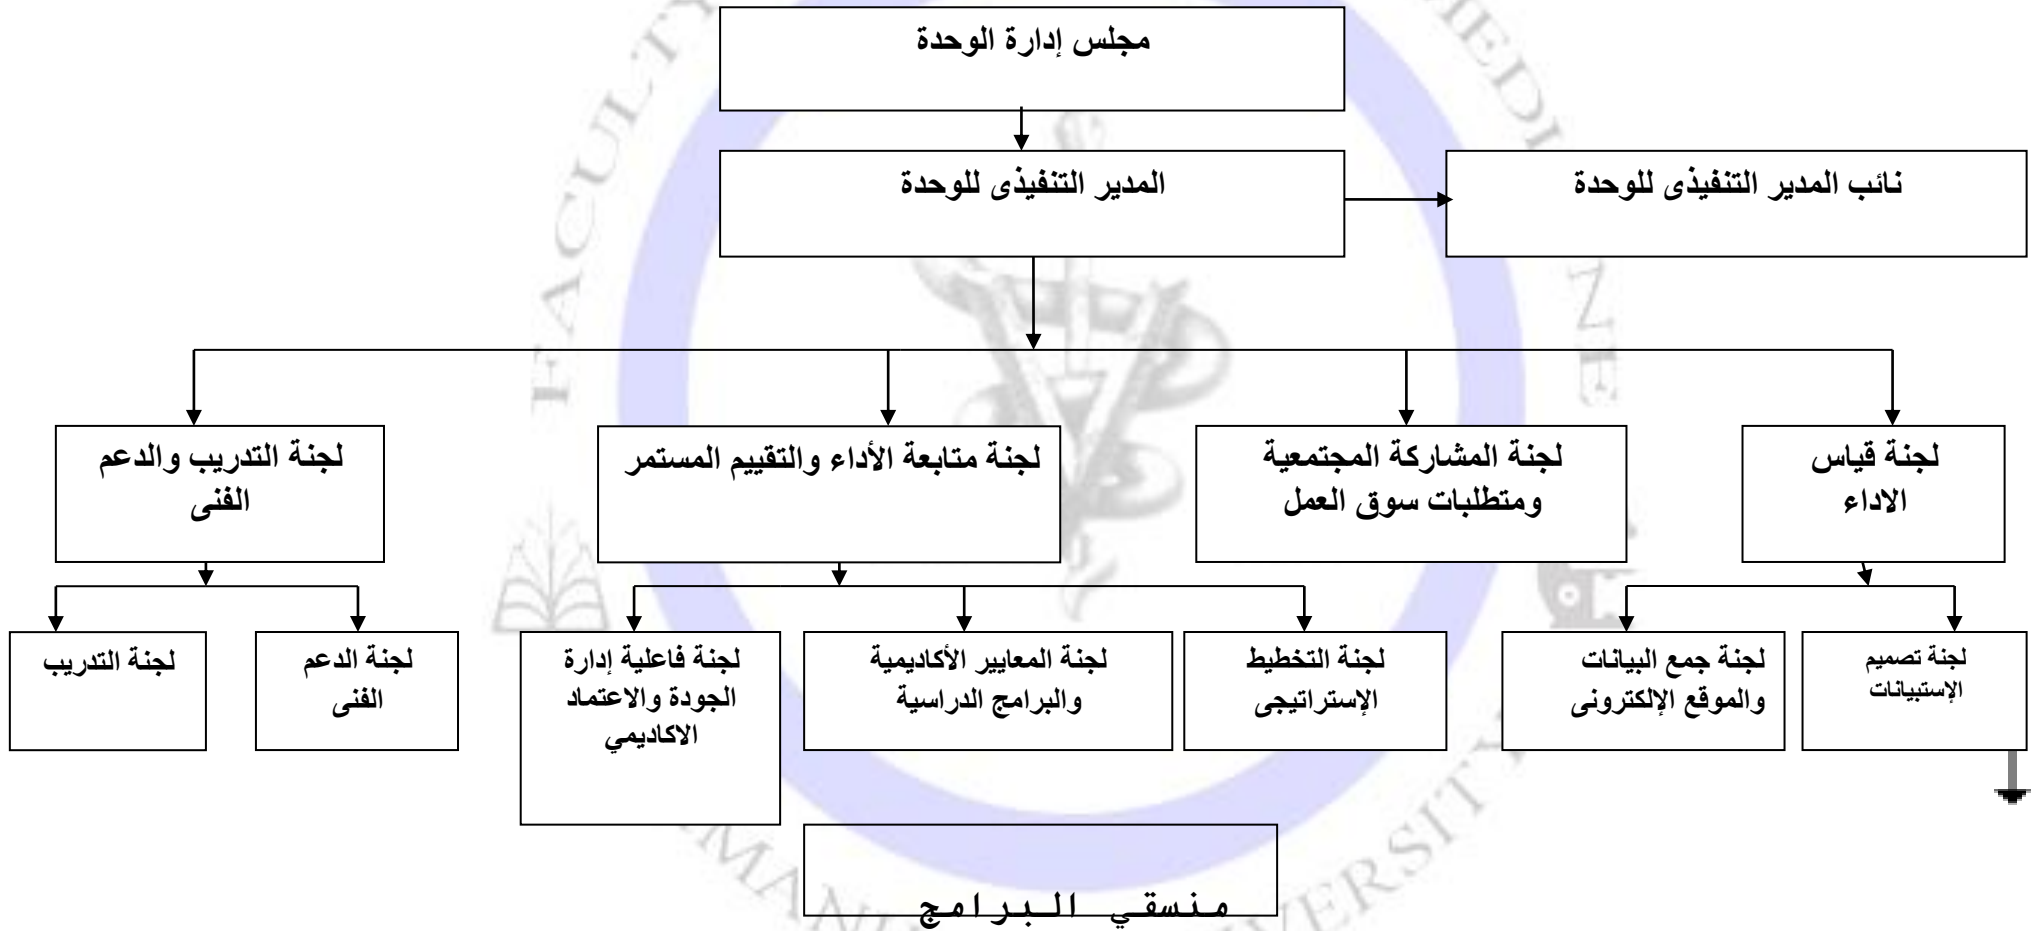 مجلس إدارة الوحدة
نائب المدير التنفيذى للوحدة
المدير التنفيذى للوحدة
لجنة قياس
الاداء
لجنة المشاركة المجتمعية
ومتطلبات سوق العمل
لجنة متابعة الأداء والتقييم المستمر
لجنة التدريب والدعم
الفنى
لجنة تصميم
الإستبيانات
لجنة جمع البيانات
والموقع الإلكترونى
لجنة التخطيط
الإستراتيجى
لجنة المعايير الأكاديمية
والبرامج الدراسية
لجنة فاعلية إدارة
الجودة والاعتماد
الاكاديمي
لجنة الدعم
الفنى
لجنة التدريب
منسقي البرامج
FACULTY